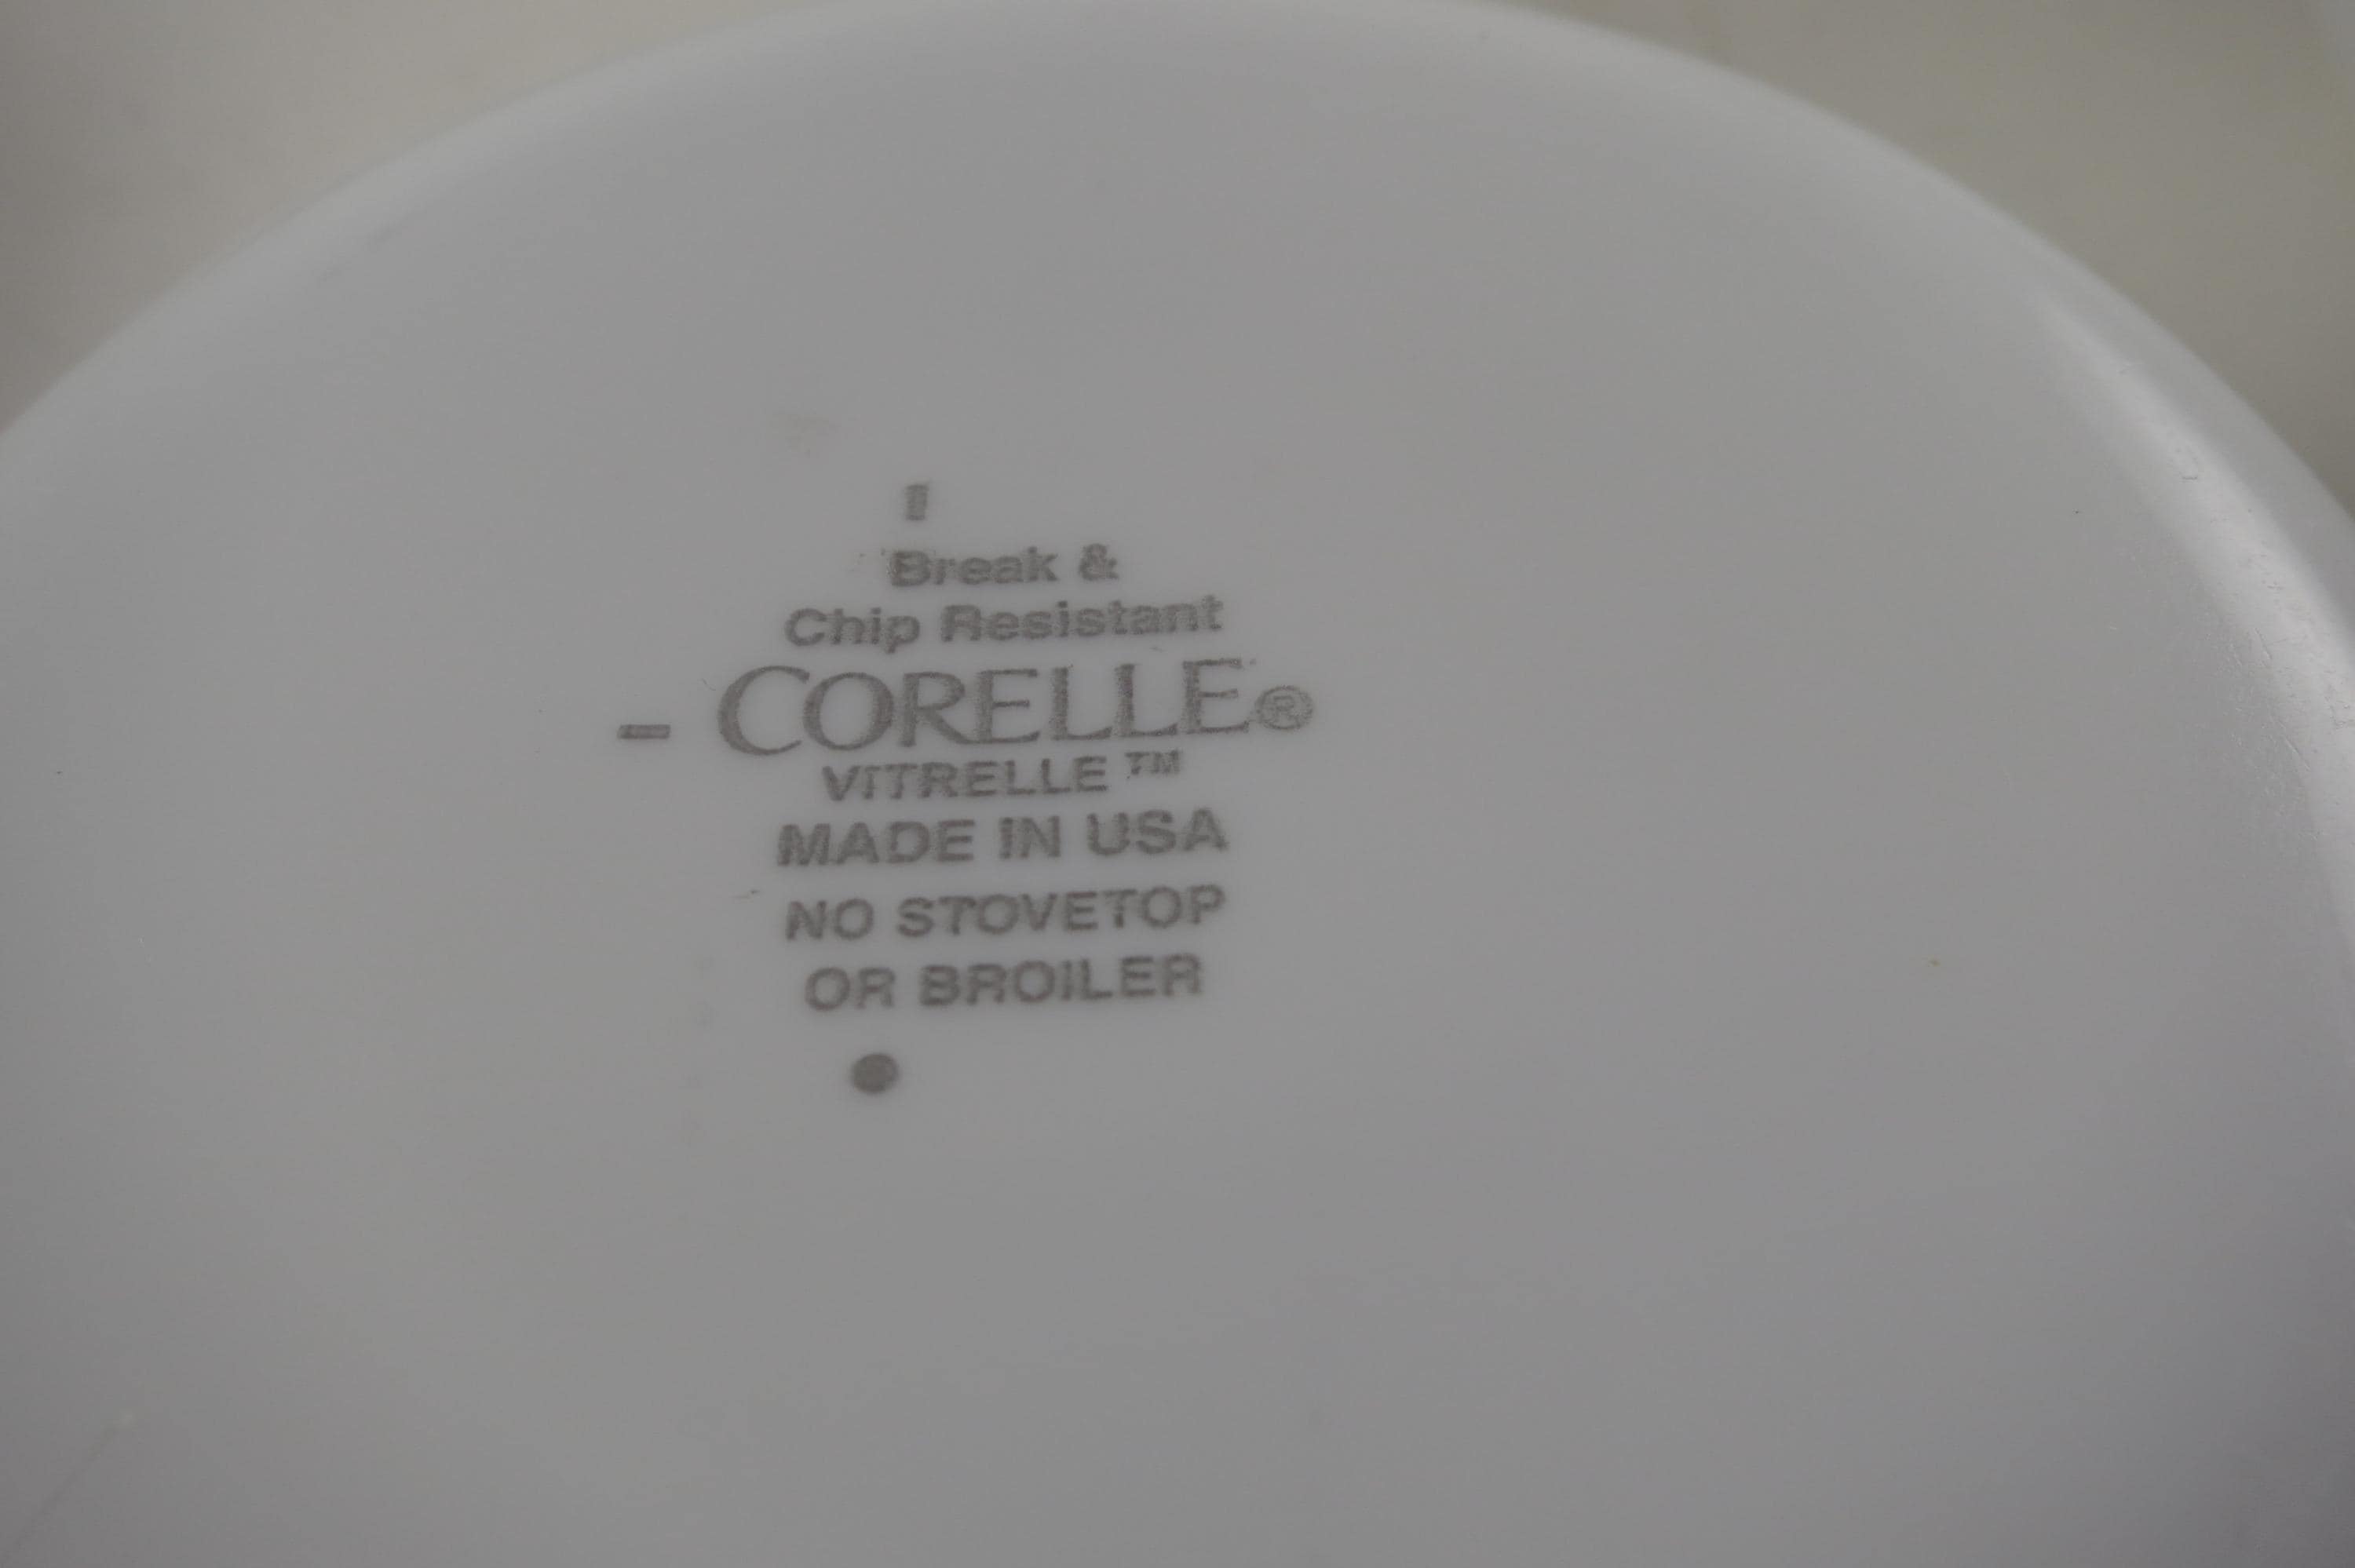 Break &
Chip Resistant
CORELLE®
VITRELLE™
MADE IN USA
NO STOVETOP
OR BROILER